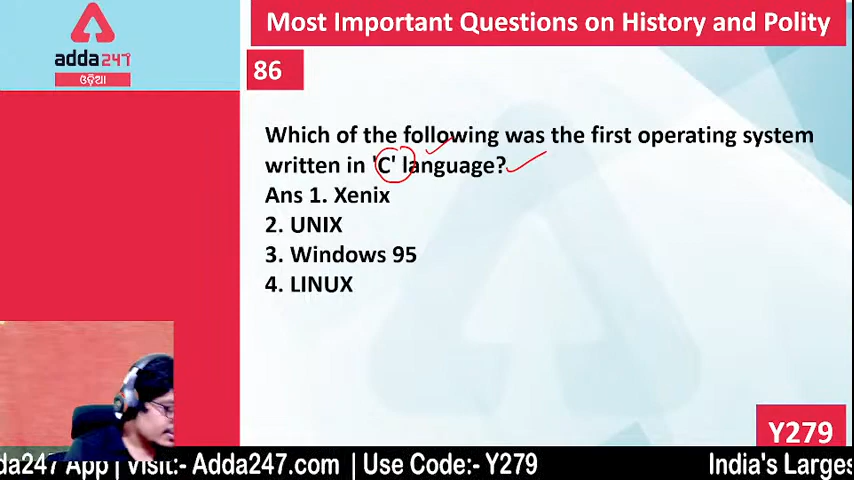 Most Important Questions on History and Polity
adda247
ଓଡ଼ିଆ
86
Which of the following was the first operating system
written in 'C' language?
Ans 1. Xenix
2. UNIX
3. Windows 95
4. LINUX
Y279
da247 App | Visit:- Adda247.com | Use Code:- Y279 India's Larges